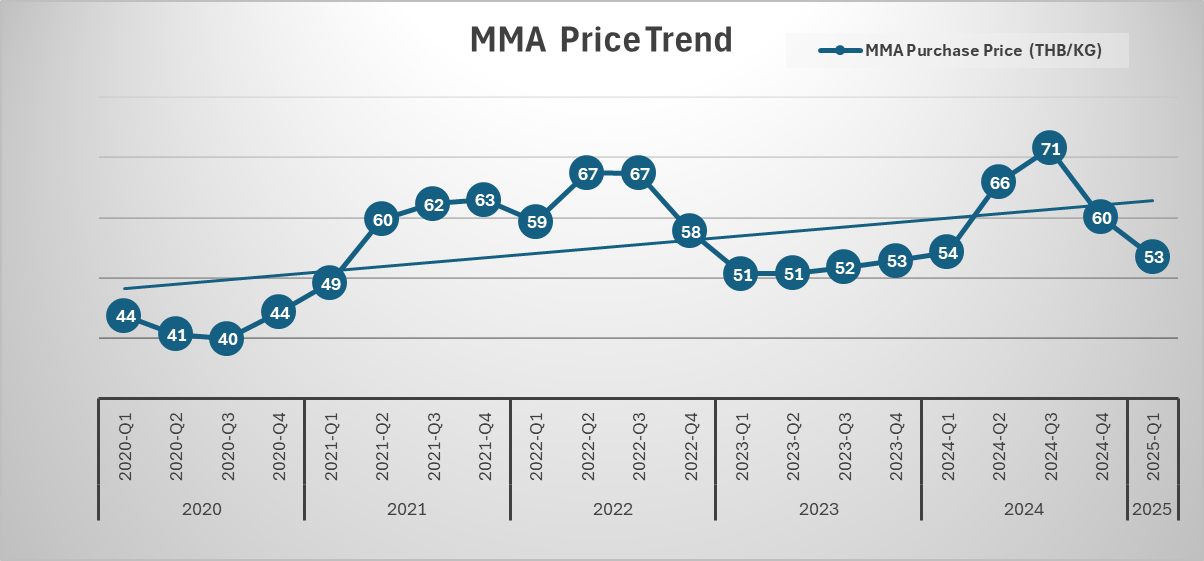 MMA Price Trend
MMA Purchase Price (THB/KG)
44 41 40 44 49 60 62 63 59 67 67 58 51 51 52 53 54 66 71 60 53
2020-Q1 2020-Q2 2020-Q3 2020-Q4 2021-Q1 2021-Q2 2021-Q3 2021-Q4 2022-Q1 2022-Q2 2022-Q3 2022-Q4 2023-Q1 2023-Q2 2023-Q3 2023-Q4 2024-Q1 2024-Q2 2024-Q3 2024-Q4 2025-Q1
2020 2021 2022 2023 2024 2025